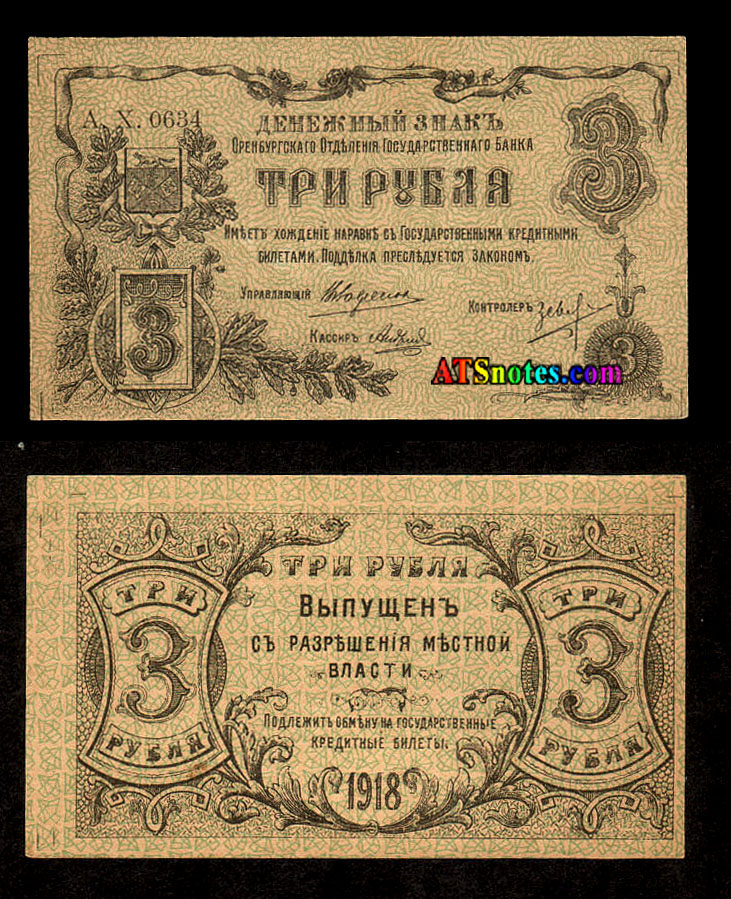 А. Х. 0634
ДЕНЕЖНЫЙ ЗНАКЪ
ОРЕНБУРГСКАГО ОТДѢЛЕНІЯ ГОСУДАРСТВЕННАГО БАНКА
ТРИ РУБЛЯ
3
ИМѢЕТЪ ХОЖДЕНІЕ НАРАВНѢ СЪ ГОСУДАРСТВЕННЫМИ КРЕДИТНЫМИ
БИЛЕТАМИ. ПОДДѢЛКА ПРЕСЛѢДУЕТСЯ ЗАКОНОМЪ.
УПРАВЛЯЮЩІЙ
КОНТРОЛЕРЪ
КАССИРЪ
3
3
ATSnotes.com
ТРИ РУБЛЯ
ВЫПУЩЕНЪ
СЪ РАЗРѢШЕНІЯ МѢСТНОЙ
ВЛАСТИ
ПОДЛЕЖИТЪ ОБМѢНУ НА ГОСУДАРСТВЕННЫЕ
КРЕДИТНЫЕ БИЛЕТЫ.
1918
ТРИ
3
РУБЛЯ
ТРИ
3
РУБЛЯ